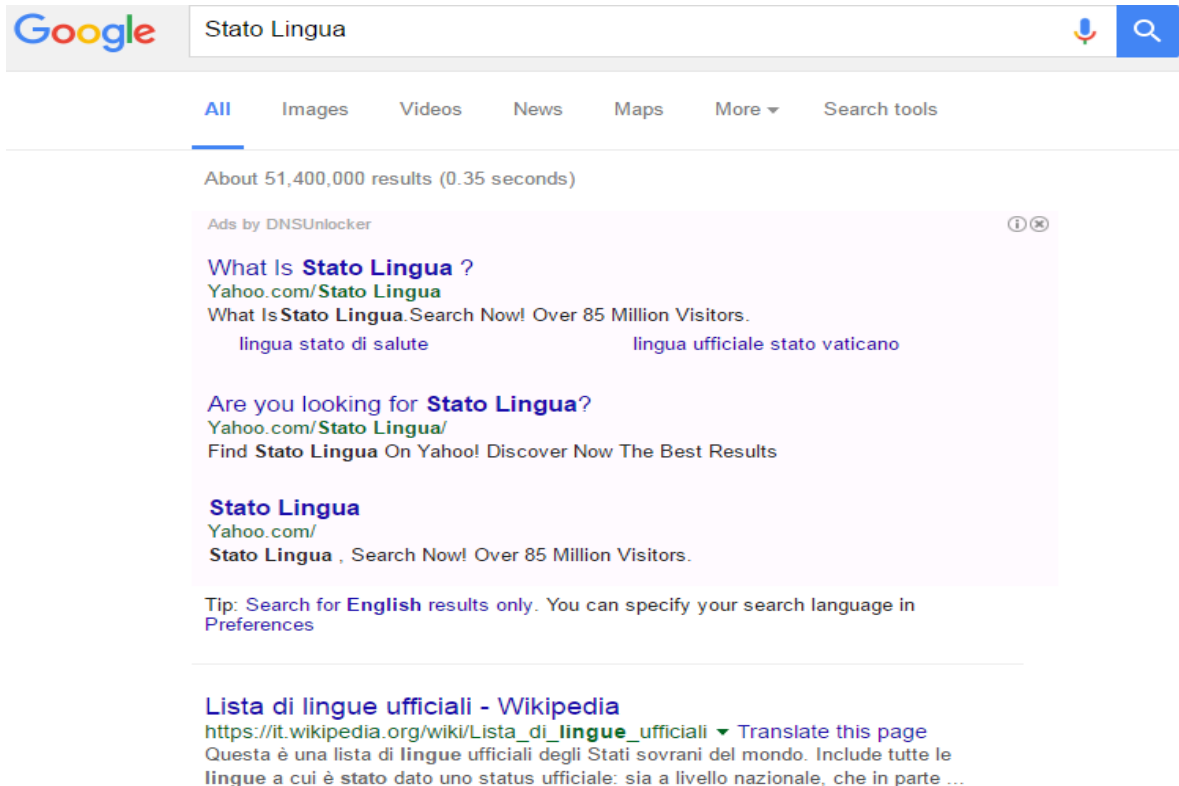 Google
Stato Lingua
All Images Videos News Maps More Search tools
About 51,400,000 results (0.35 seconds)
Ads by DNSUnlocker
What Is Stato Lingua ?
Yahoo.com/Stato Lingua
What Is Stato Lingua.Search Now! Over 85 Million Visitors.
lingua stato di salute lingua ufficiale stato vaticano
Are you looking for Stato Lingua?
Yahoo.com/Stato Lingua/
Find Stato Lingua On Yahoo! Discover Now The Best Results
Stato Lingua
Yahoo.com/
Stato Lingua , Search Now! Over 85 Million Visitors.
Tip: Search for English results only. You can specify your search language in
Preferences
Lista di lingue ufficiali - Wikipedia
https://it.wikipedia.org/wiki/Lista_di_lingue_ufficiali Translate this page
Questa è una lista di lingue ufficiali degli Stati sovrani del mondo. Include tutte le
lingue a cui è stato dato uno status ufficiale: sia a livello nazionale, che in parte ...